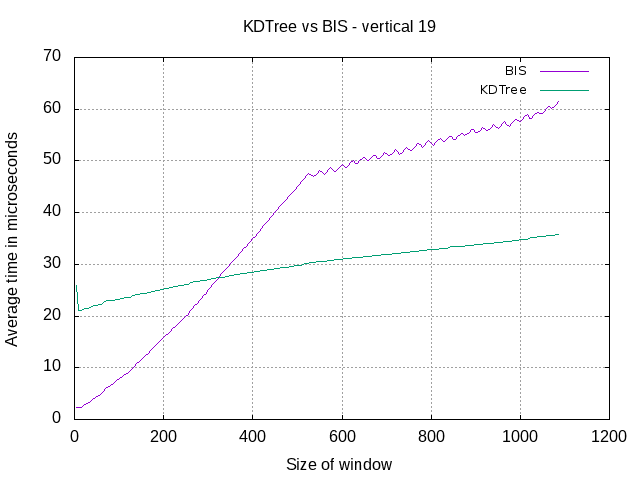 KDTree vs BIS - vertical 19
BIS
KDTree
70
60
50
40
30
20
10
0
Average time in microseconds
0 200 400 600 800 1000 1200
Size of window